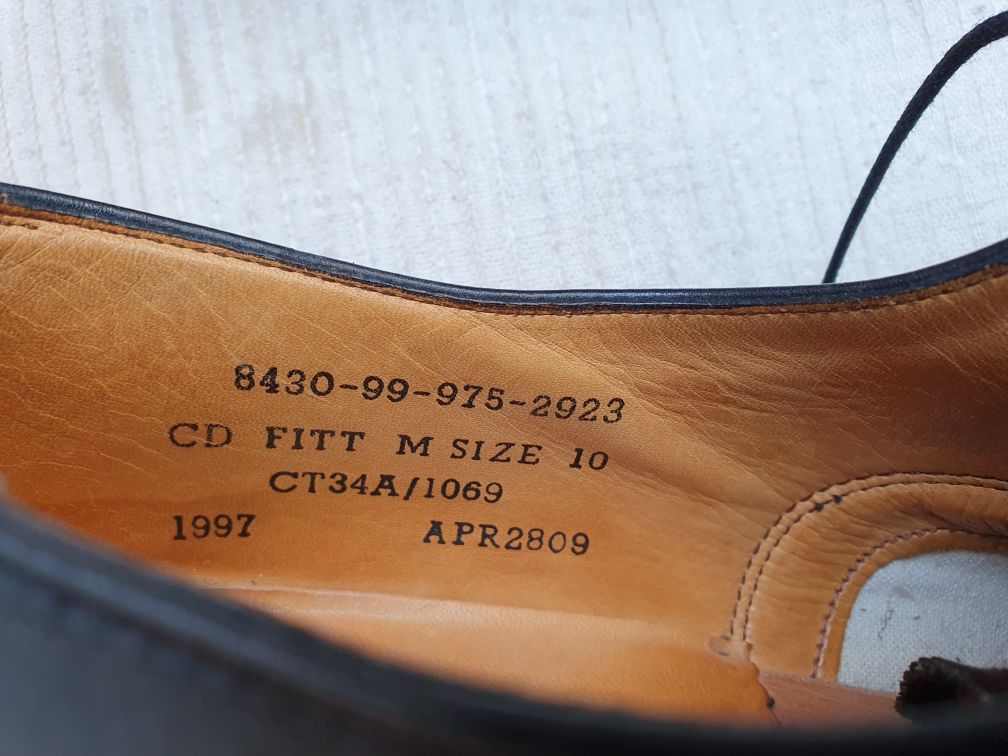 8430-99-975-2923
CD FITT M SIZE 10
CT34A/1069
1997 APR2809